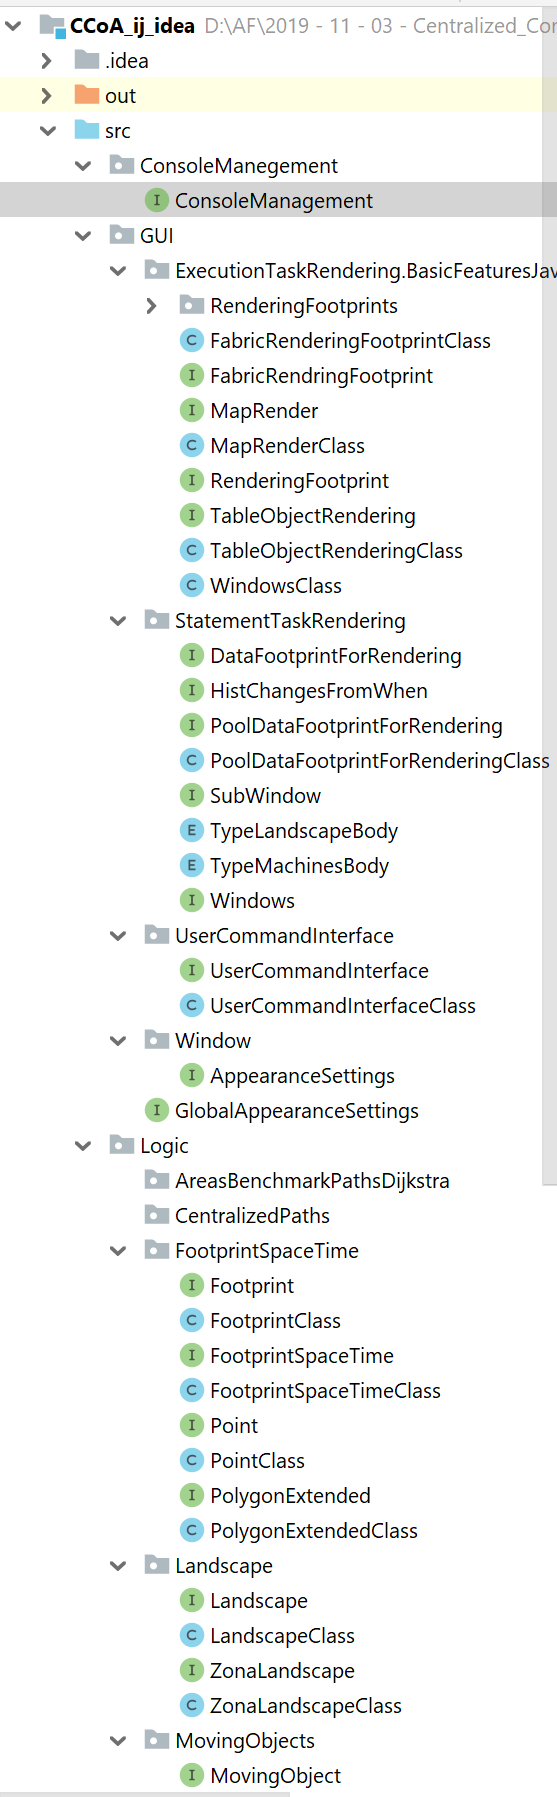 CCoA_ij_idea D:\AF\2019 - 11 - 03 - Centralized_Cor
.idea
out
src
ConsoleManegement
I ConsoleManagement
GUI
ExecutionTaskRendering.BasicFeaturesJav
RenderingFootprints
C FabricRenderingFootprintClass
I FabricRendringFootprint
I MapRender
C MapRenderClass
I RenderingFootprint
I TableObjectRendering
C TableObjectRenderingClass
C WindowsClass
StatementTaskRendering
I DataFootprintForRendering
I HistChangesFromWhen
I PoolDataFootprintForRendering
C PoolDataFootprintForRenderingClass
I SubWindow
E TypeLandscapeBody
E TypeMachinesBody
I Windows
UserCommandInterface
I UserCommandInterface
C UserCommandInterfaceClass
Window
I AppearanceSettings
I GlobalAppearanceSettings
Logic
AreasBenchmarkPathsDijkstra
CentralizedPaths
FootprintSpaceTime
I Footprint
C FootprintClass
I FootprintSpaceTime
C FootprintSpaceTimeClass
I Point
C PointClass
I PolygonExtended
C PolygonExtendedClass
Landscape
I Landscape
C LandscapeClass
I ZonaLandscape
C ZonaLandscapeClass
MovingObjects
I MovingObject